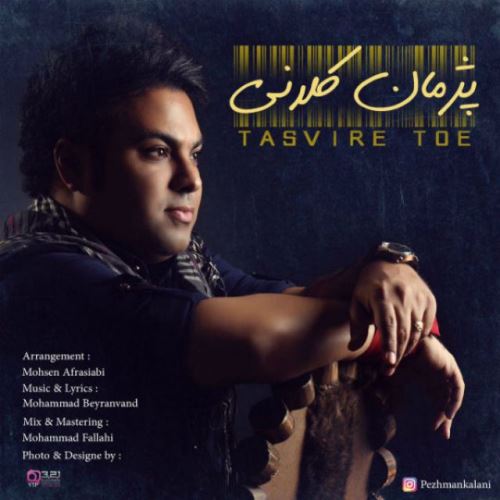 پژمان کلانی
TASVIRE TOE
Arrangement :
Mohsen Afrasiabi
Music & Lyrics :
Mohammad Beyranvand
Mix & Mastering :
Mohammad Fallahi
Photo & Designe by :
VIP
Pezhmankalani